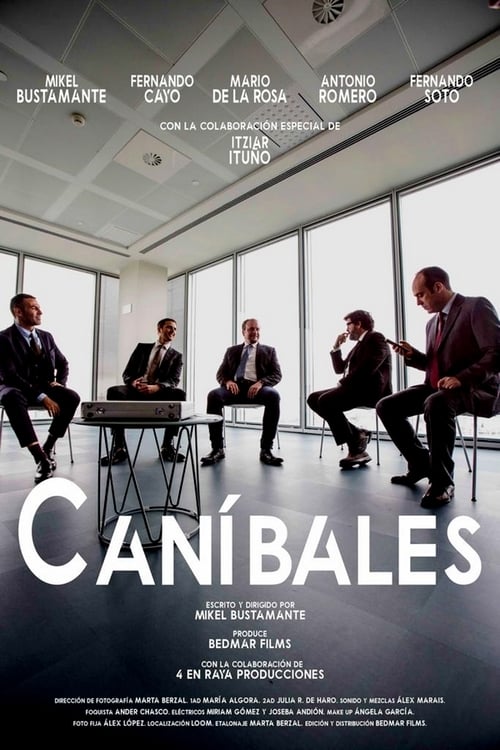 MIKEL FERNANDO MARIO ANTONIO FERNANDO
BUSTAMANTE CAYO DE LA ROSA ROMERO SOTO
CON LA COLABORACIÓN ESPECIAL DE
ITZIAR
ITUÑO
CANÍBALES
ESCRITO Y DIRIGIDO POR
MIKEL BUSTAMANTE
PRODUCE
BEDMAR FILMS
CON LA COLABORACIÓN DE
4 EN RAYA PRODUCCIONES
DIRECCIÓN DE FOTOGRAFÍA MARTA BERZAL. 1AD MARÍA ALGORA. 2AD JULIA R. DE HARO. SONIDO Y MEZCLAS ÁLEX MARAIS.
FOQUISTA ANDER CHASCO. ELÉCTRICOS MIRIAM GÓMEZ Y JOSEBA ANDIÓN. MAKE UP ÁNGELA GARCÍA.
FOTO FIJA ÁLEX LÓPEZ. LOCALIZACIÓN LOOM. ETALONAJE MARTA BERZAL. EDICIÓN Y DISTRIBUCIÓN BEDMAR FILMS.